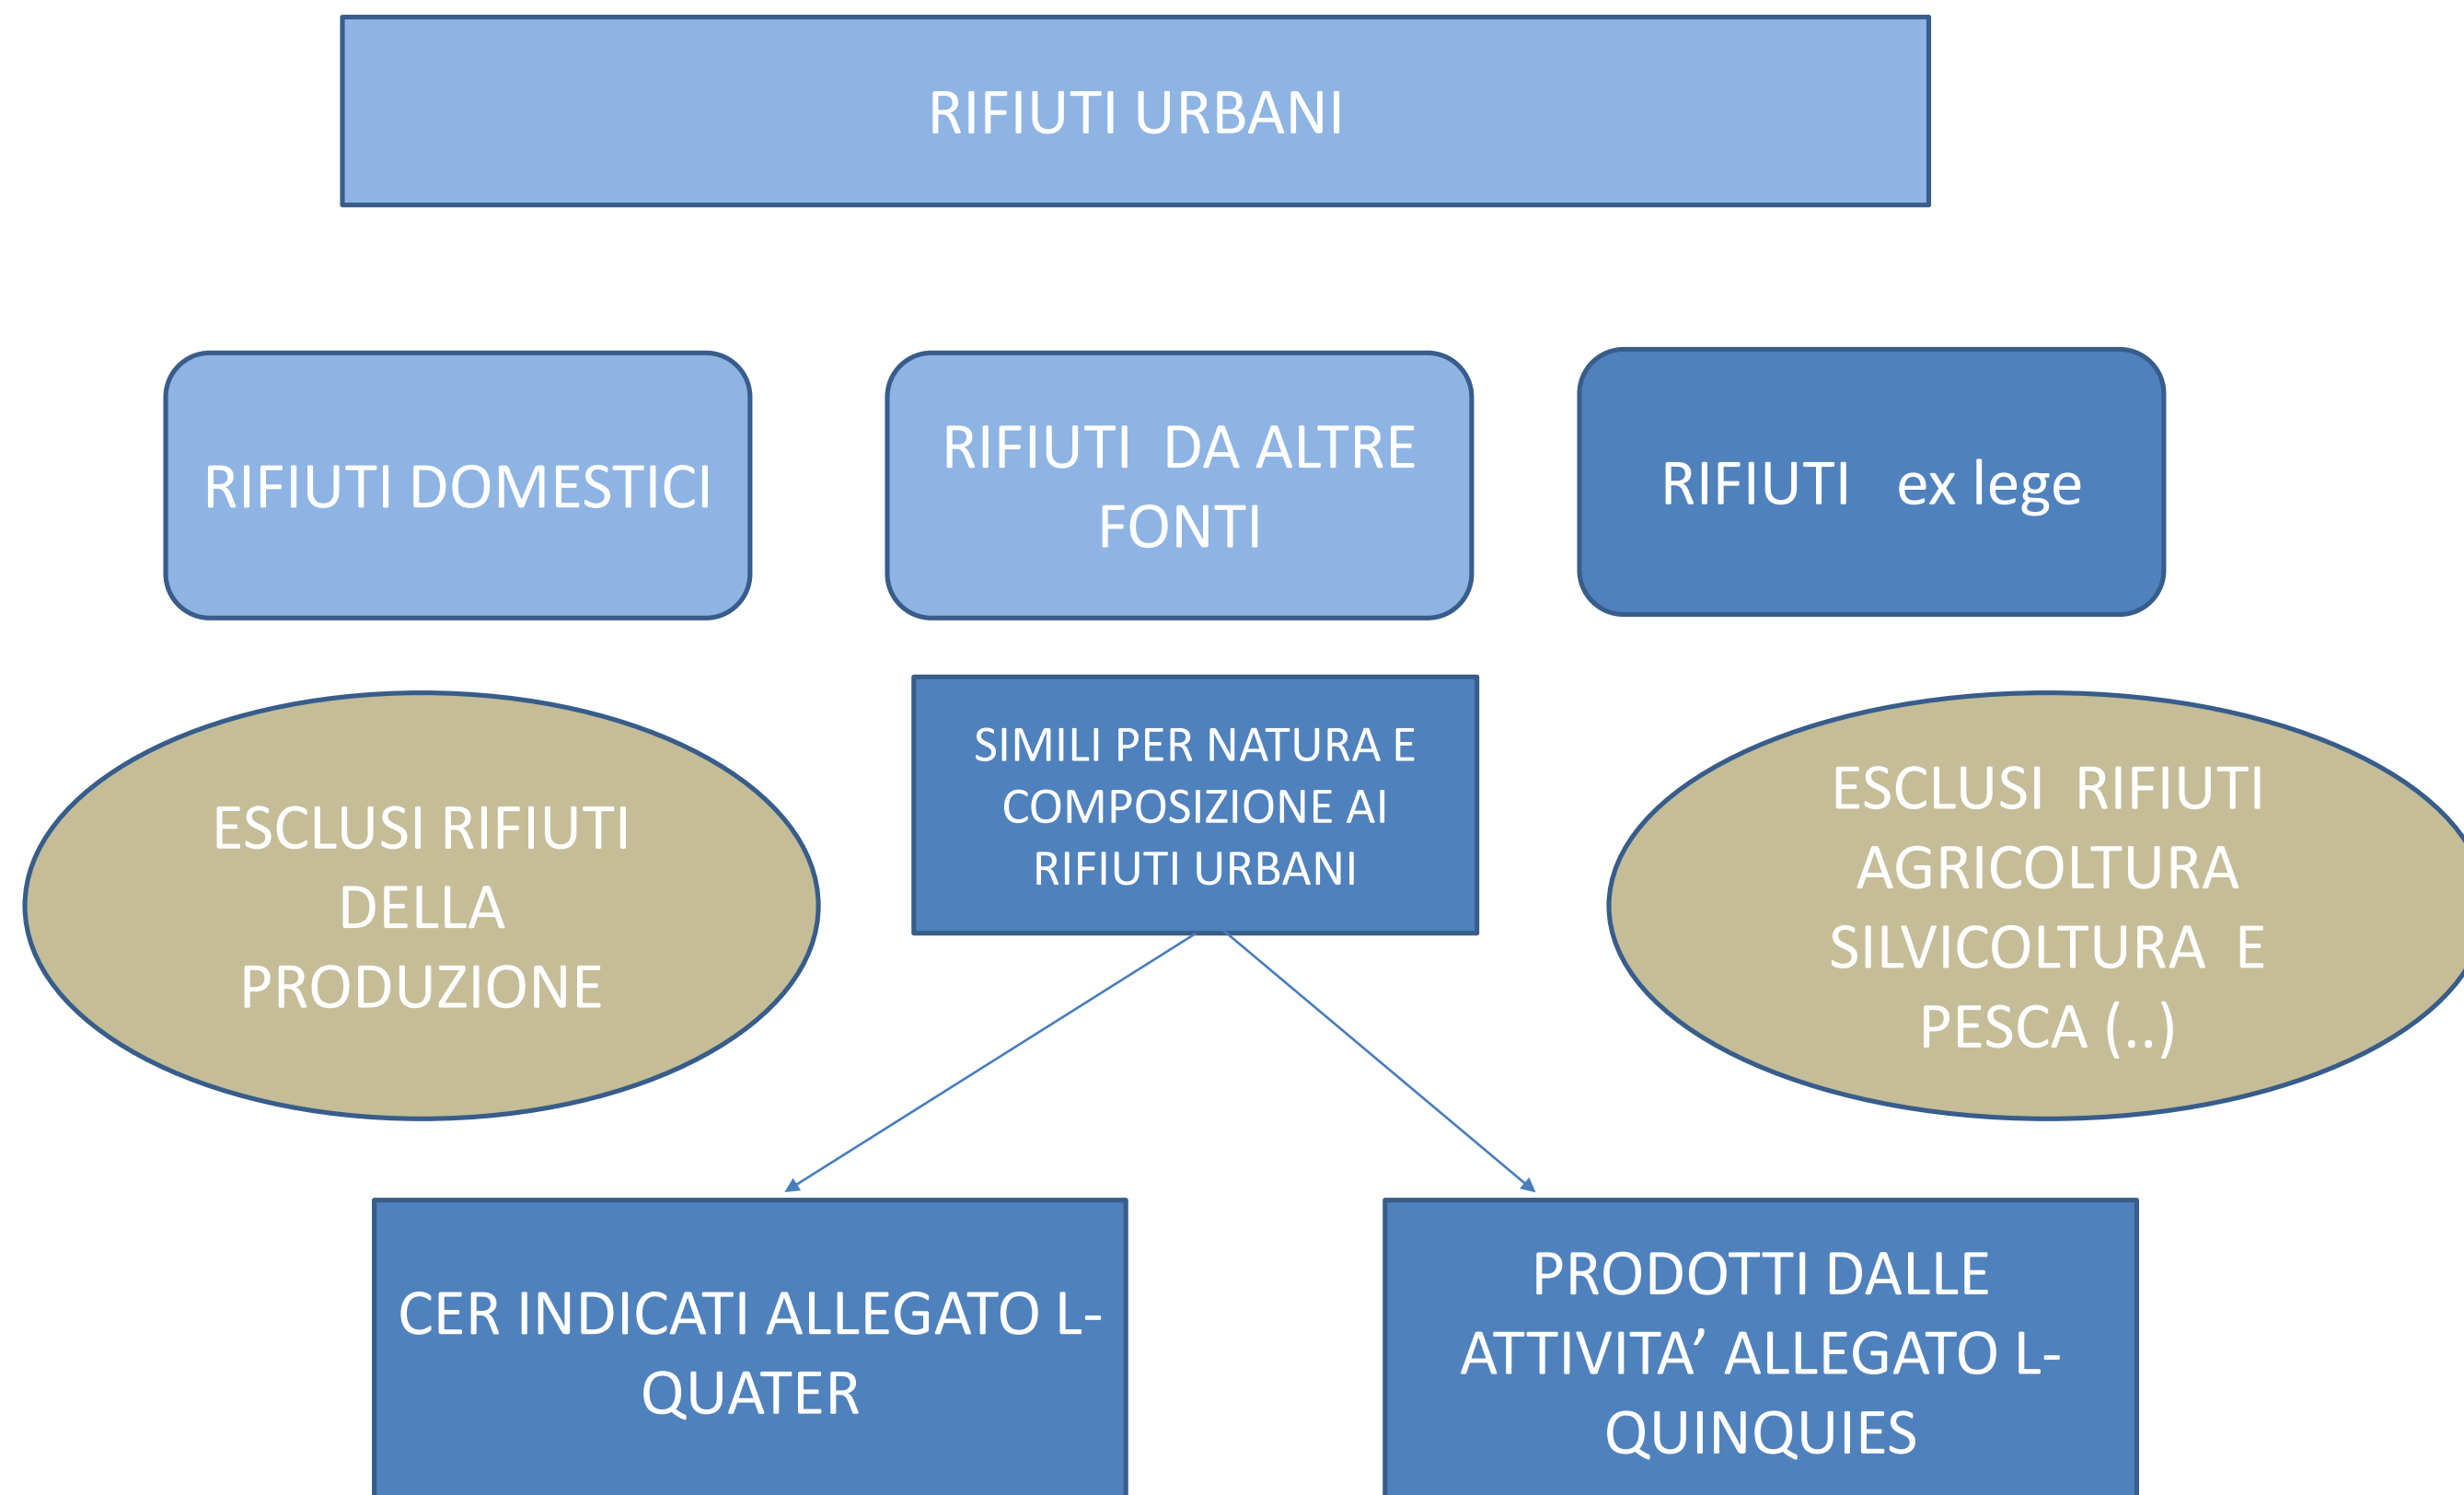 RIFIUTI URBANI
RIFIUTI DOMESTICI
RIFIUTI DA ALTRE
FONTI
RIFIUTI ex lege
ESCLUSI RIFIUTI
DELLA
PRODUZIONE
SIMILI PER NATURA E
COMPOSIZIONE AI
RIFIUTI URBANI
ESCLUSI RIFIUTI
AGRICOLTURA
SILVICOLTURA E
PESCA (..)
CER INDICATI ALLEGATO L-
QUATER
PRODOTTI DALLE
ATTIVITA’ ALLEGATO L-
QUINQUIES